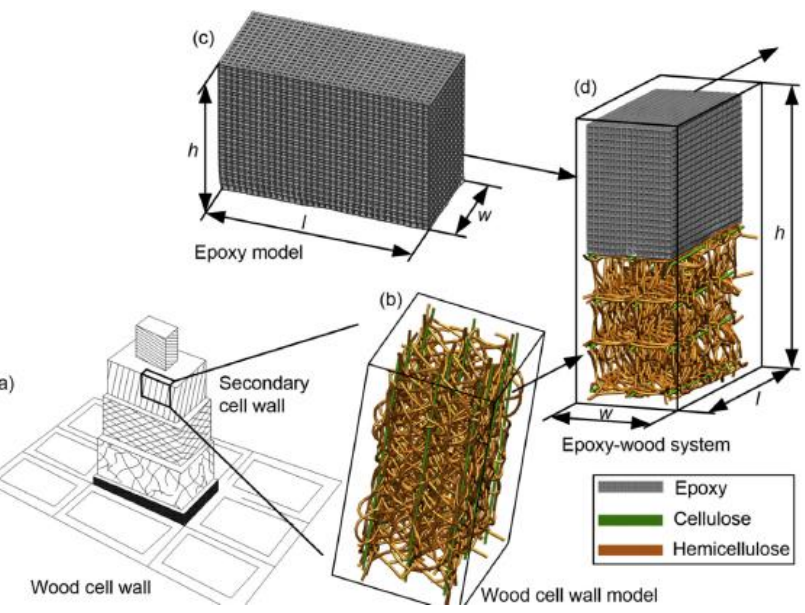 (c)
(d)
h
w
l
Epoxy model
h
(b)
a)
Secondary
cell wall
w
l
Epoxy-wood system
Epoxy
Cellulose
Hemicellulose
Wood cell wall
Wood cell wall model